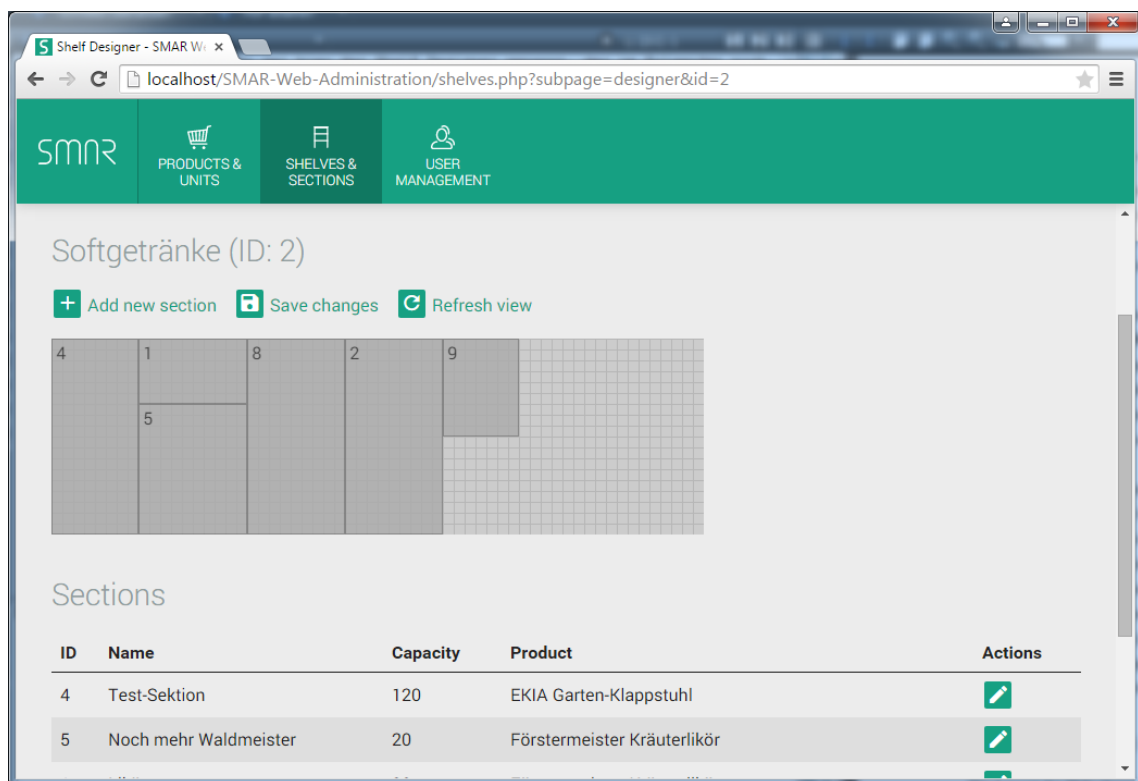 Shelf Designer - SMAR We
localhost/SMAR-Web-Administration/shelves.php?subpage=designer&id=2
SMAR
PRODUCTS &
UNITS
SHELVES &
SECTIONS
USER
MANAGEMENT
Softgetränke (ID: 2)
Add new section Save changes Refresh view
4 1 8 2 9
5
Sections
ID Name Capacity Product Actions
4 Test-Sektion 120 EKIA Garten-Klappstuhl
5 Noch mehr Waldmeister 20 Förstermeister Kräuterlikör